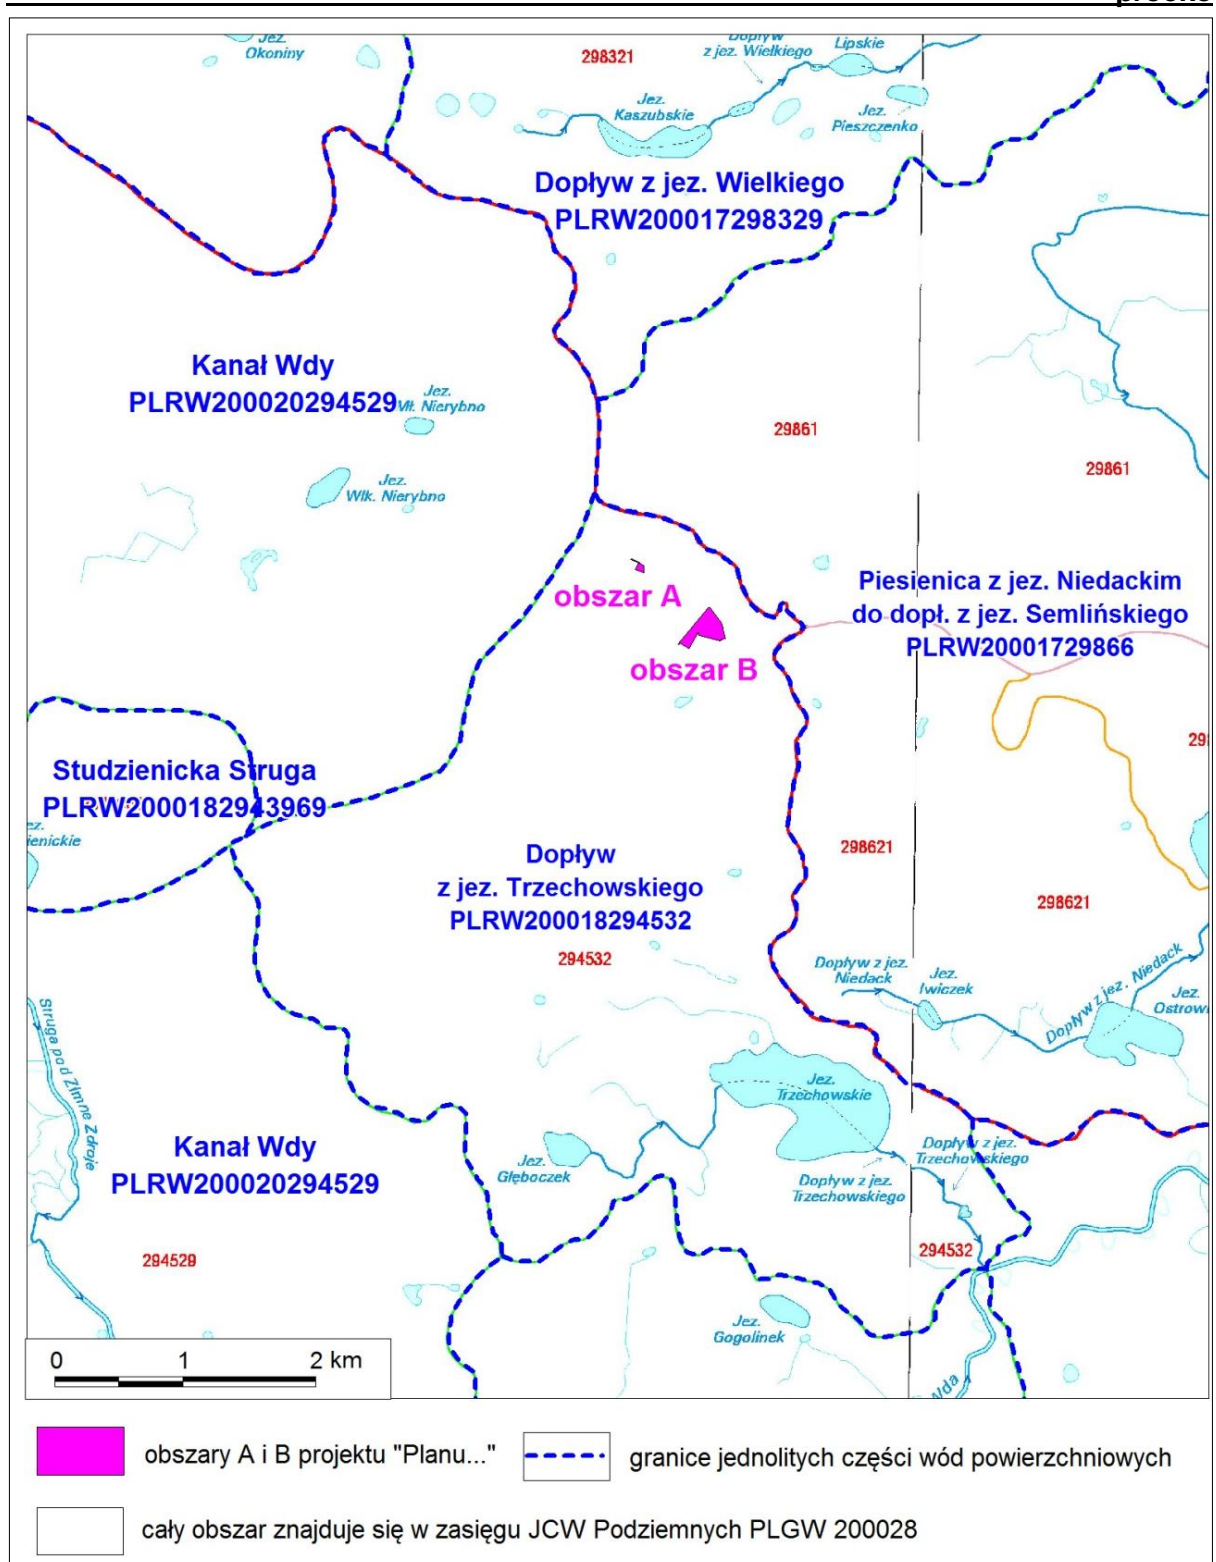 Jez.
Okoniny
298321
Dopływ
z jez. Wielkiego
Lipskie
Jez.
Kaszubskie
Jez.
Pieszczenko
Dopływ z jez. Wielkiego
PLRW200017298329
Kanał Wdy
PLRW200020294529
Jez.
Mł. Nierybno
Jez.
Wlk. Nierybno
29861
29861
obszar A
obszar B
Piesienica z jez. Niedackim
do dopł. z jez. Semlińskiego
PLRW20001729866
Studzienicka Struga
PLRW2000182943969
ez.
ienickie
298621
298621
Dopływ
z jez. Trzechowskiego
PLRW200018294532
294532
Dopływ z jez.
Niedack
Jez.
Iwiczek
Dopływ z jez. Niedack
Jez.
Ostrow
Struga pod Zimne Zdroje
Jez.
Trzechowskie
Kanał Wdy
PLRW200020294529
Jez.
Głęboczek
Dopływ z jez.
Trzechowskiego
Dopływ z jez.
Trzechowskiego
294529
294532
Jez.
Gogolinek
Wda
0 1 2 km
obszary A i B projektu "Planu..."
granice jednolitych części wód powierzchniowych
cały obszar znajduje się w zasięgu JCW Podziemnych PLGW 200028